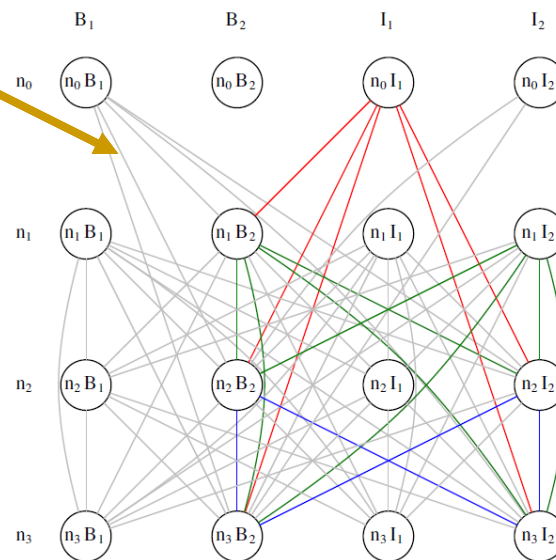 B₁ B₂ I₁ I₂
n₀ n₀ B₁ n₀ B₂ n₀ I₁ n₀ I₂
n₁ n₁ B₁ n₁ B₂ n₁ I₁ n₁ I₂
n₂ n₂ B₁ n₂ B₂ n₂ I₁ n₂ I₂
n₃ n₃ B₁ n₃ B₂ n₃ I₁ n₃ I₂